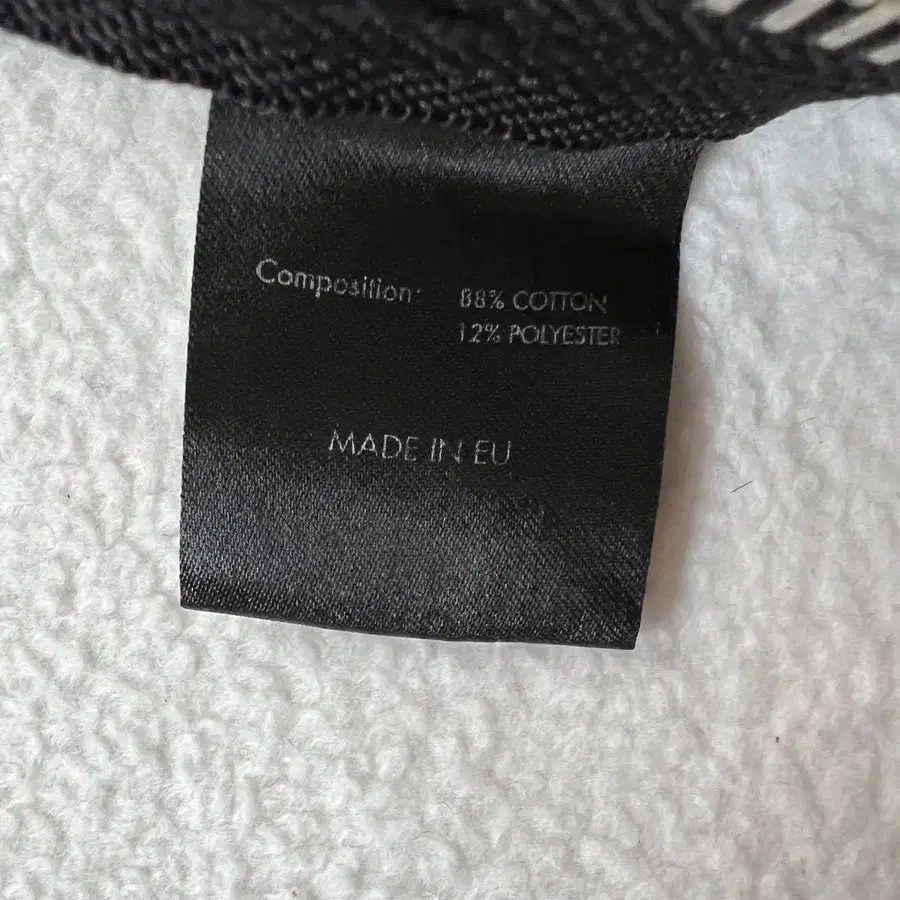 Composition: 88% COTTON
12% POLYESTER
MADE IN EU